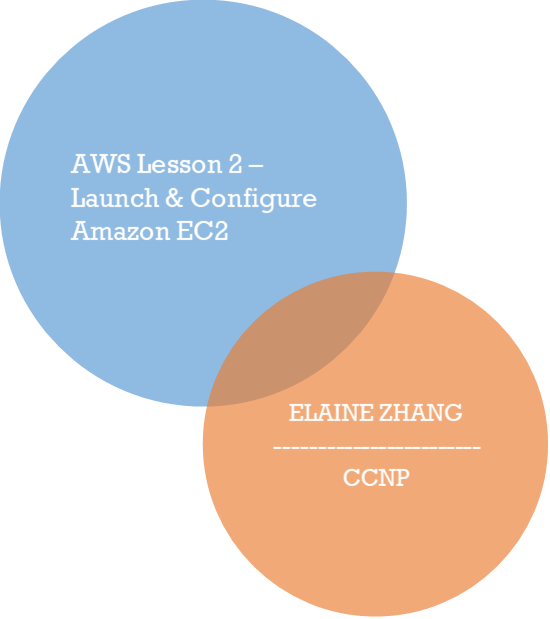 AWS Lesson 2 –
Launch & Configure
Amazon EC2
ELAINE ZHANG
------------------------
CCNP